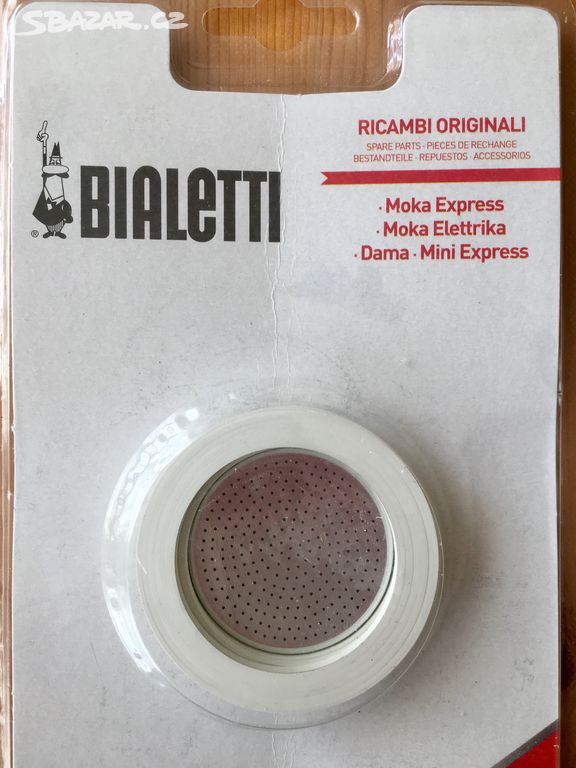 SBAZAR.CZ
RICAMBI ORIGINALI
SPARE PARTS · PIECES DE RECHANGE
BESTANDTEILE · REPUESTOS · ACCESSORIOS
BIALETTI
®
· Moka Express
· Moka Elettrika
· Dama · Mini Express